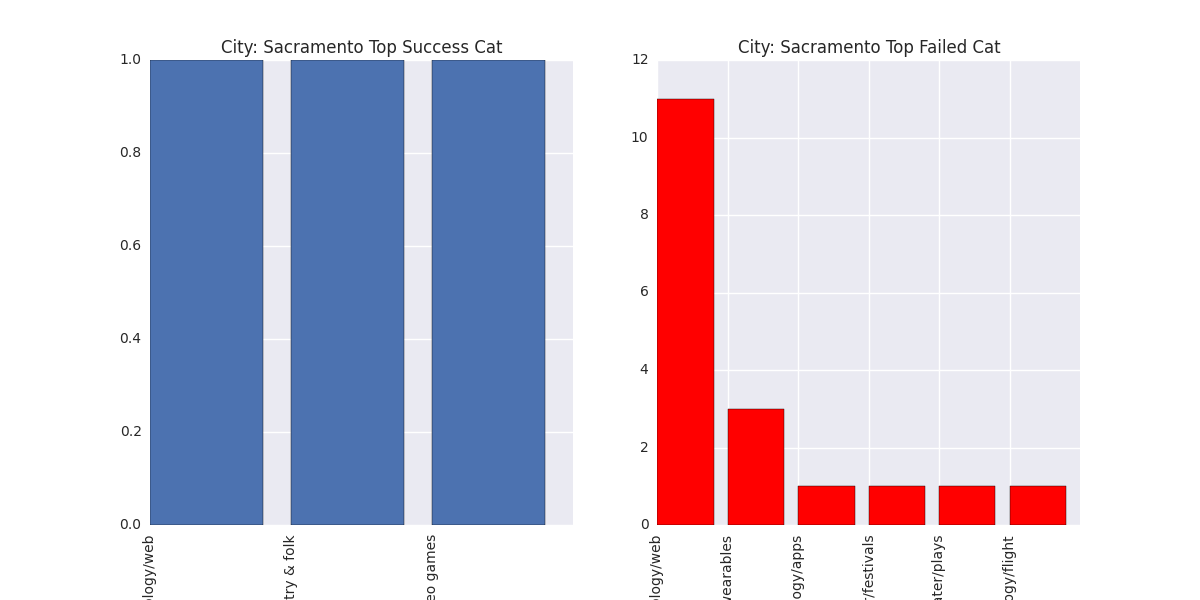 City: Sacramento Top Success Cat
1.0
0.8
0.6
0.4
0.2
0.0
ology/web
try & folk
eo games
City: Sacramento Top Failed Cat
12
10
8
6
4
2
0
ology/web
wearables
ogy/apps
r/festivals
ater/plays
ogy/flight